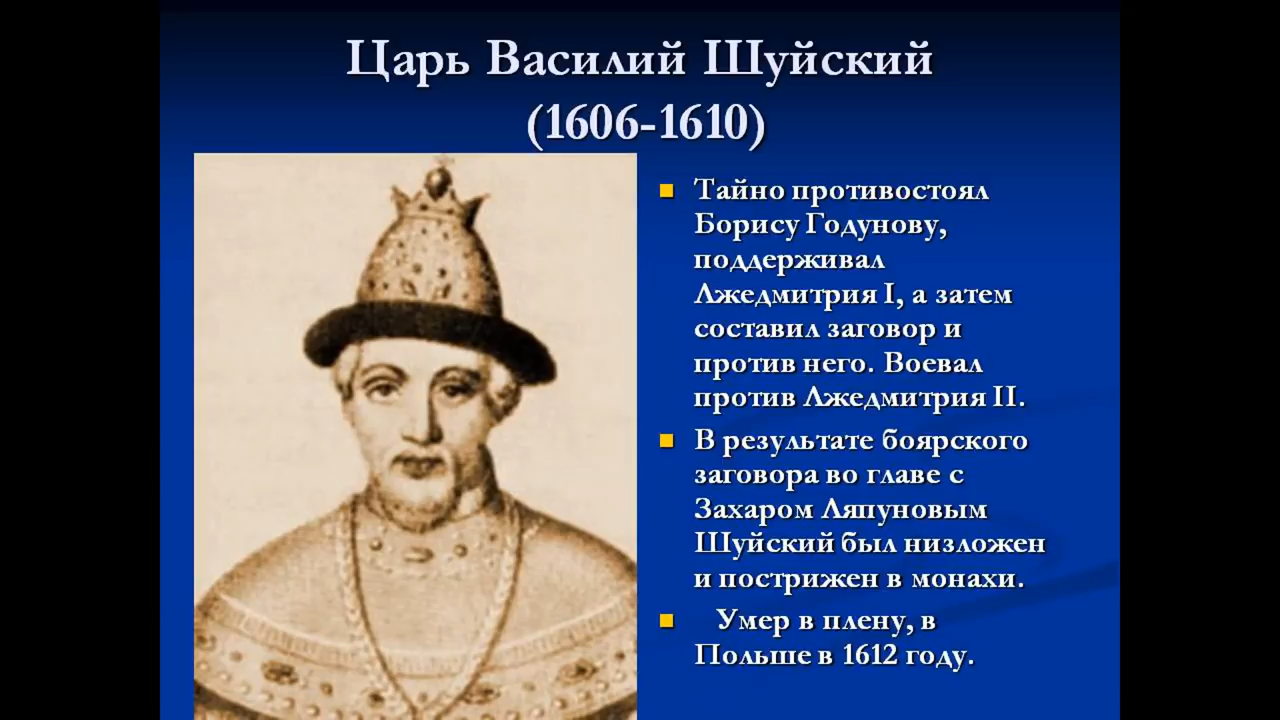 Царь Василий Шуйский
(1606-1610)
Тайно противостоял
Борису Годунову,
поддерживал
Лжедмитрия I, а затем
составил заговор и
против него. Воевал
против Лжедмитрия II.
В результате боярского
заговора во главе с
Захаром Ляпуновым
Шуйский был низложен
и пострижен в монахи.
Умер в плену, в
Польше в 1612 году.